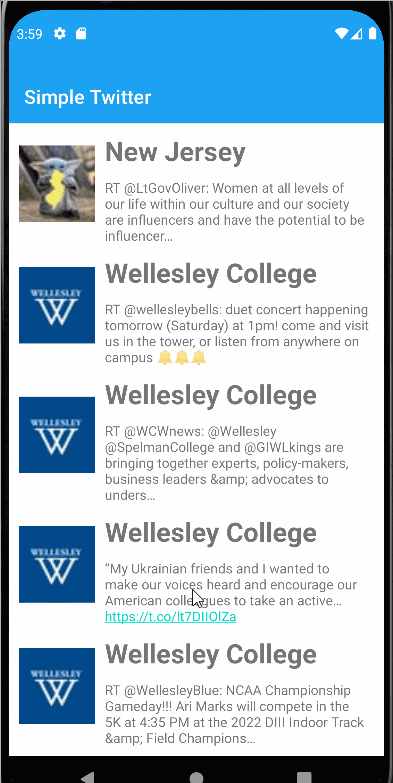 3:59
Simple Twitter
New Jersey
RT @LtGovOliver: Women at all levels of
our life within our culture and our society
are influencers and have the potential to be
influencer…
WELLESLEY
W
Wellesley College
RT @wellesleybells: duet concert happening
tomorrow (Saturday) at 1pm! come and visit
us in the tower, or listen from anywhere on
campus 🔔🔔🔔
WELLESLEY
W
Wellesley College
RT @WCWnews: @Wellesley
@SpelmanCollege and @GIWLkings are
bringing together experts, policy-makers,
business leaders &amp; advocates to
unders…
WELLESLEY
W
Wellesley College
“My Ukrainian friends and I wanted to
make our voices heard and encourage our
American colleagues to take an active…
https://t.co/lt7DIIOlZa
WELLESLEY
W
Wellesley College
RT @WellesleyBlue: NCAA Championship
Gameday!!! Ari Marks will compete in the
5K at 4:35 PM at the 2022 DIII Indoor Track
&amp; Field Champions…